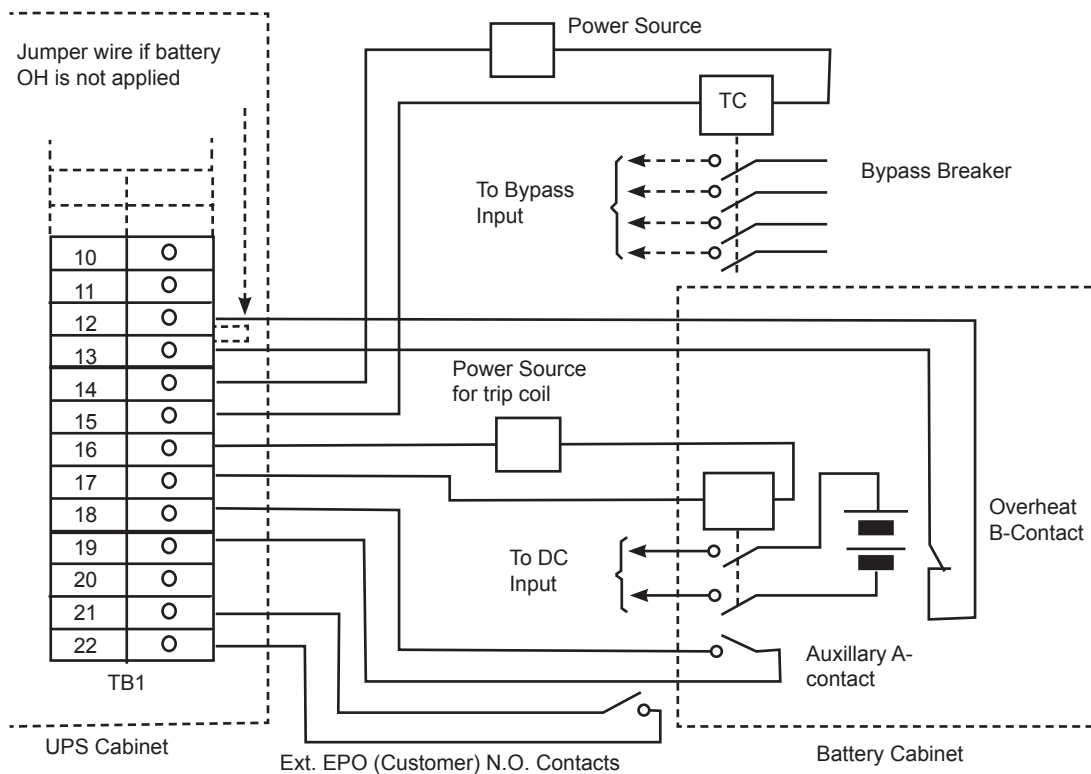 Power Source
Jumper wire if battery
OH is not applied
TC
Bypass Breaker
To Bypass
Input
10
11
12
13
14
15
16
17
18
19
20
21
22
TB1
Power Source
for trip coil
Overheat
B-Contact
To DC
Input
Auxillary A-
contact
UPS Cabinet
Ext. EPO (Customer) N.O. Contacts
Battery Cabinet